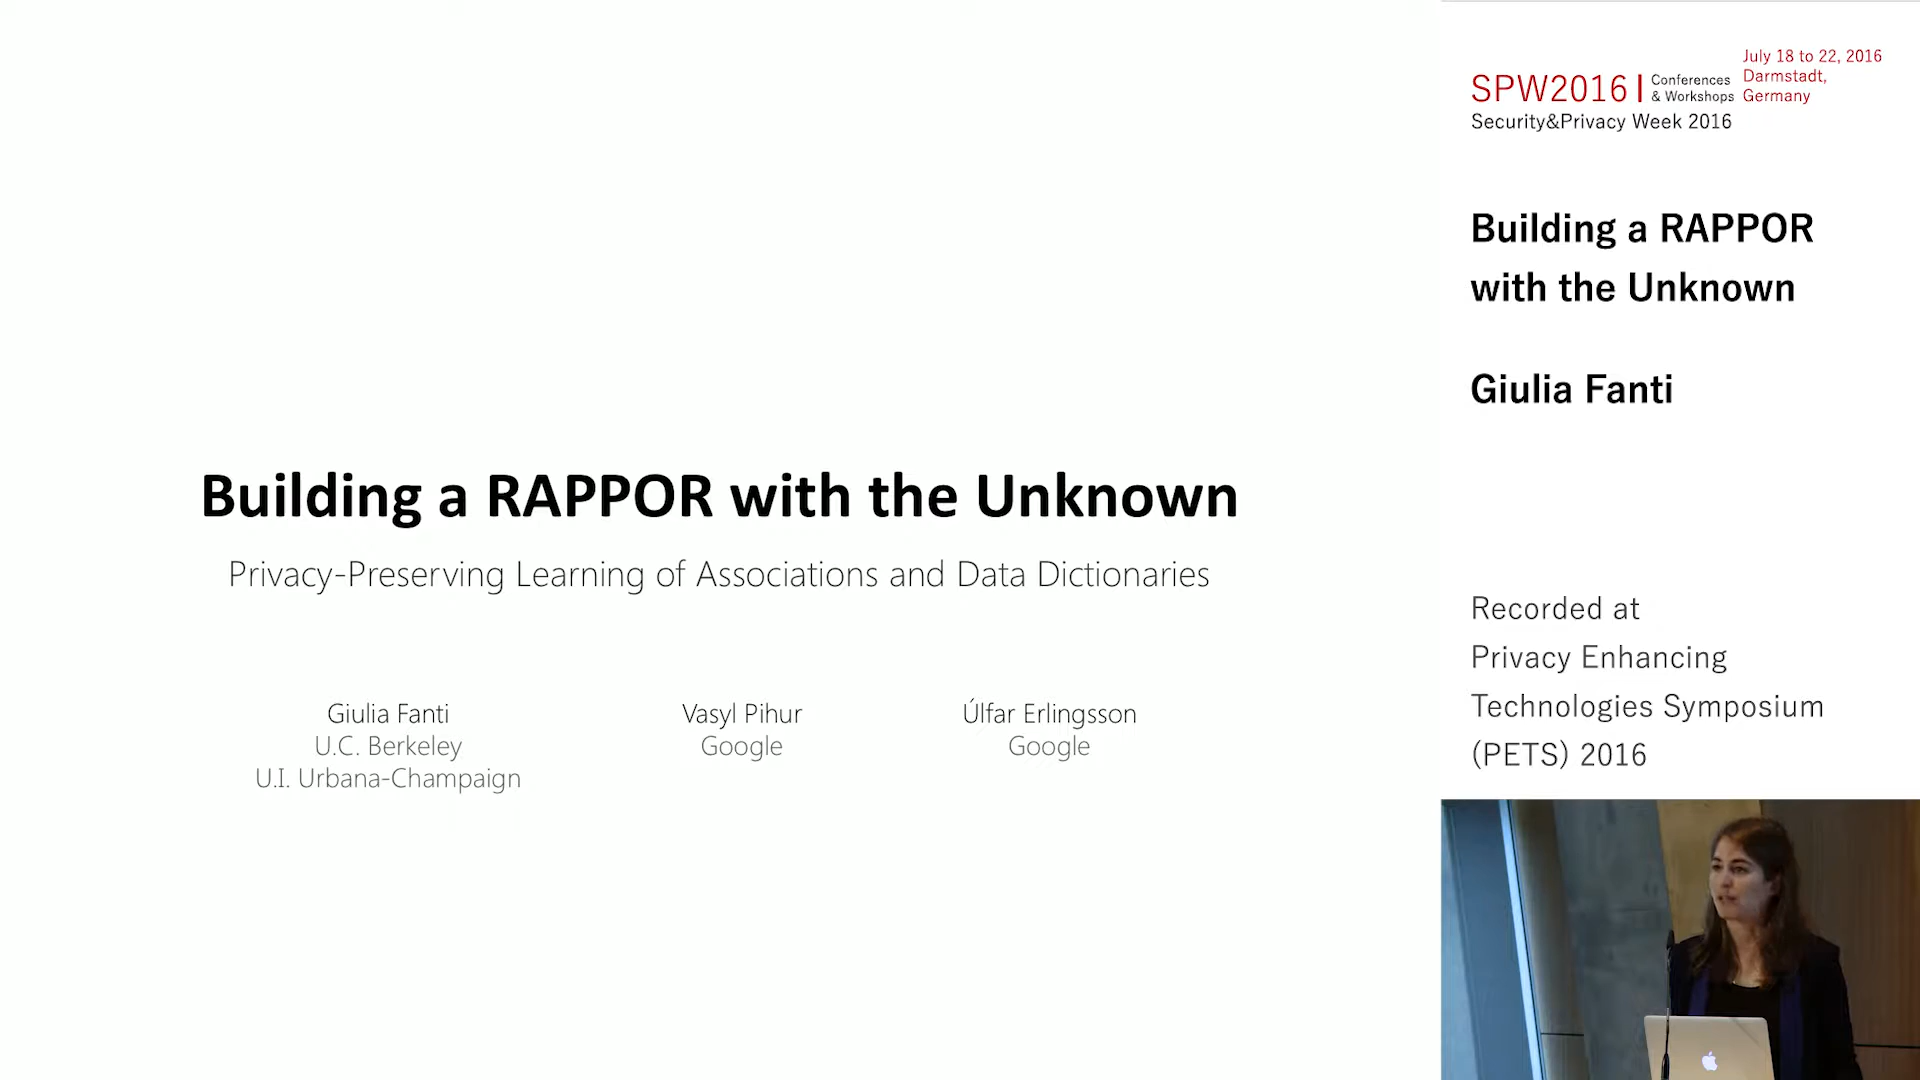 Building a RAPPOR with the Unknown
Privacy-Preserving Learning of Associations and Data Dictionaries
Giulia Fanti
U.C. Berkeley
U.I. Urbana-Champaign
Vasyl Pihur
Google
Úlfar Erlingsson
Google
SPW2016 | Conferences & Workshops
Security&Privacy Week 2016
July 18 to 22, 2016
Darmstadt,
Germany
Building a RAPPOR
with the Unknown
Giulia Fanti
Recorded at
Privacy Enhancing
Technologies Symposium
(PETS) 2016